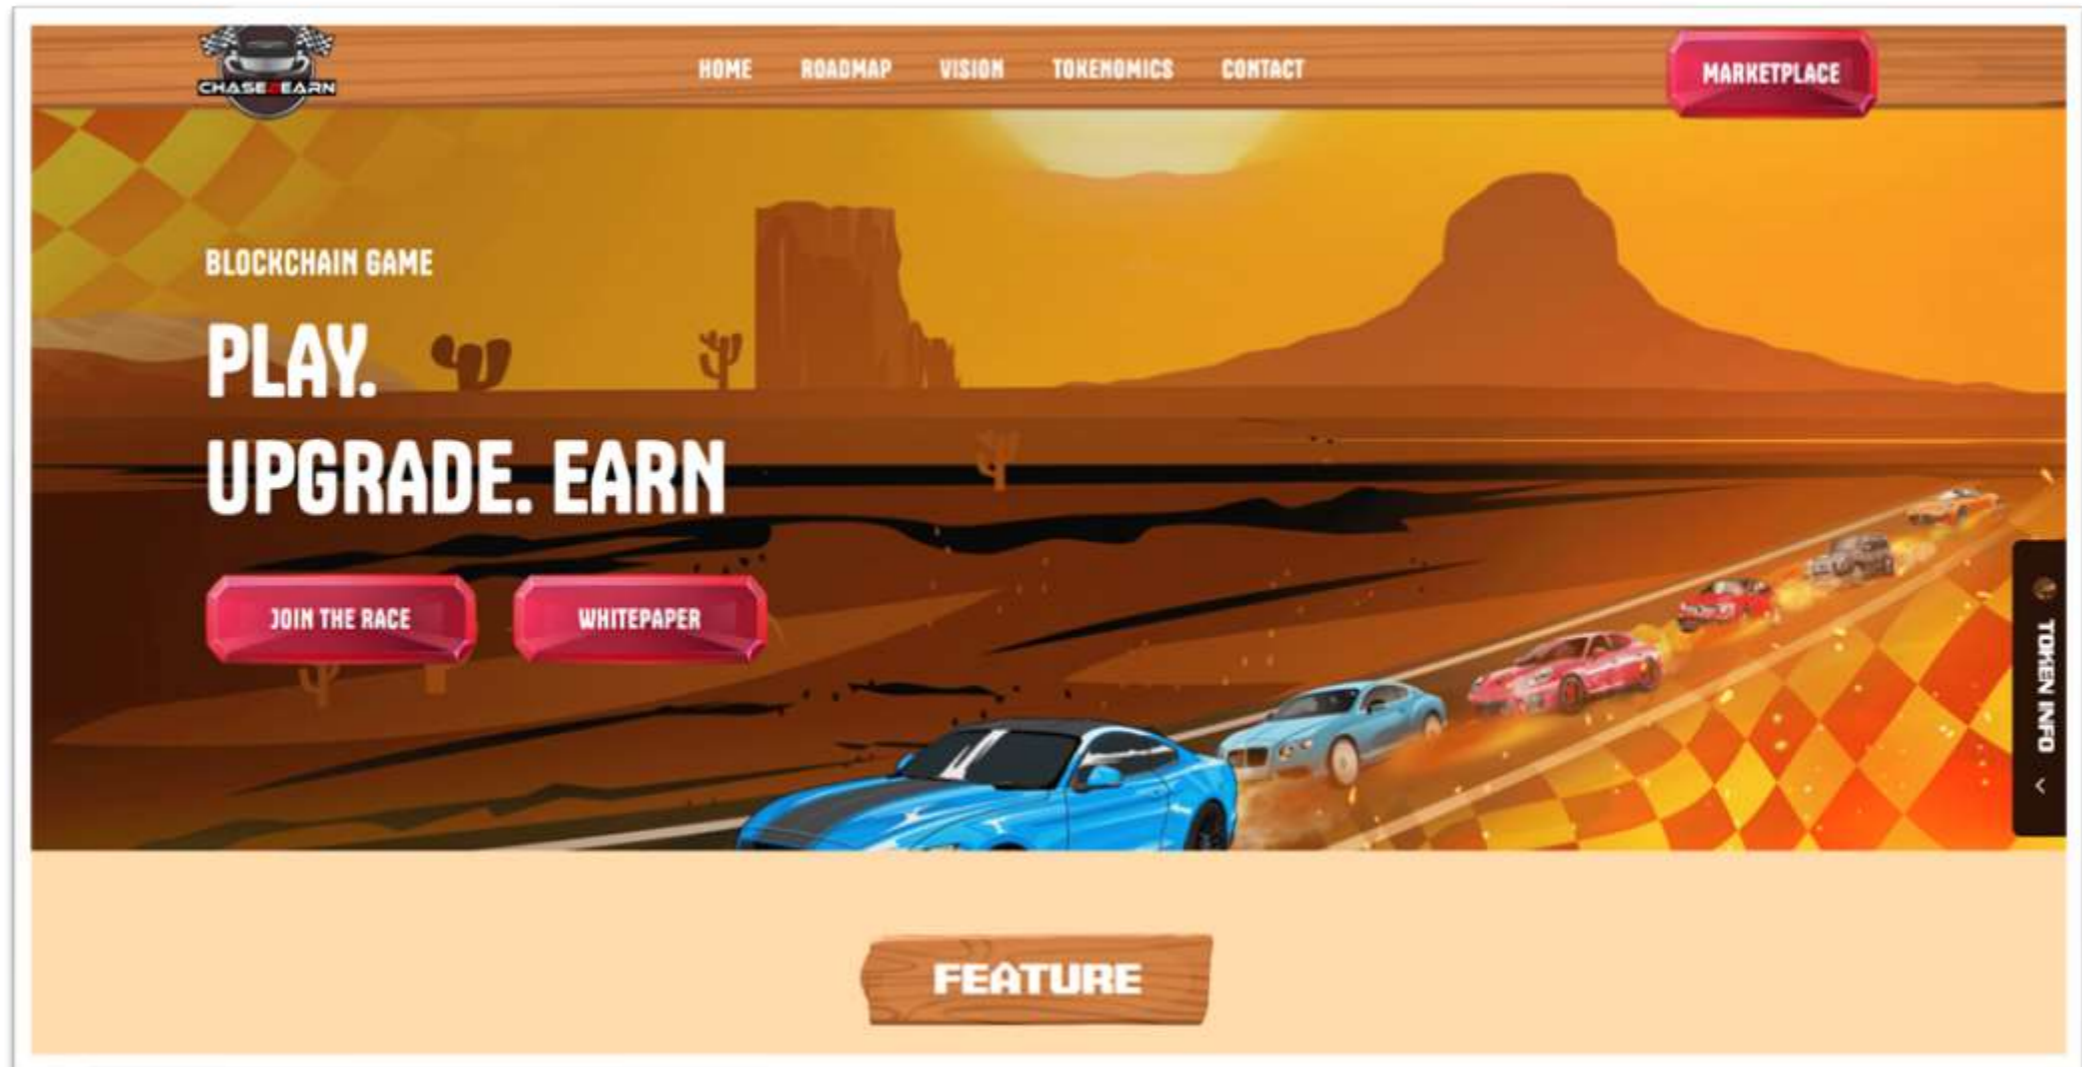 CHASE2EARN
HOME ROADMAP VISION TOKENOMICS CONTACT
MARKETPLACE
BLOCKCHAIN GAME
PLAY.
UPGRADE. EARN
JOIN THE RACE
WHITEPAPER
TOKEN INFO
FEATURE